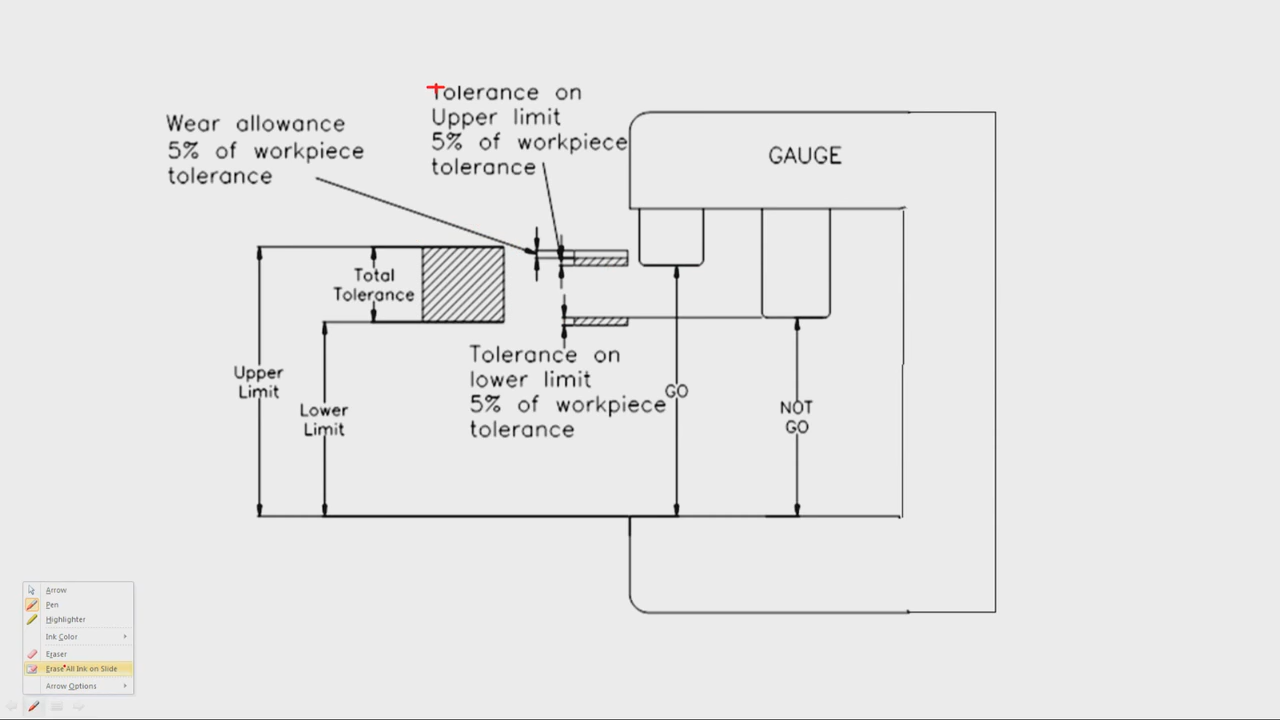 Wear allowance
5% of workpiece
tolerance
Tolerance on
Upper limit
5% of workpiece
tolerance
GAUGE
Total
Tolerance
Upper
Limit
Lower
Limit
Tolerance on
lower limit
5% of workpiece
tolerance
GO
NOT
GO
Arrow
Pen
Highlighter
Ink Color
Eraser
Erase All Ink on Slide
Arrow Options